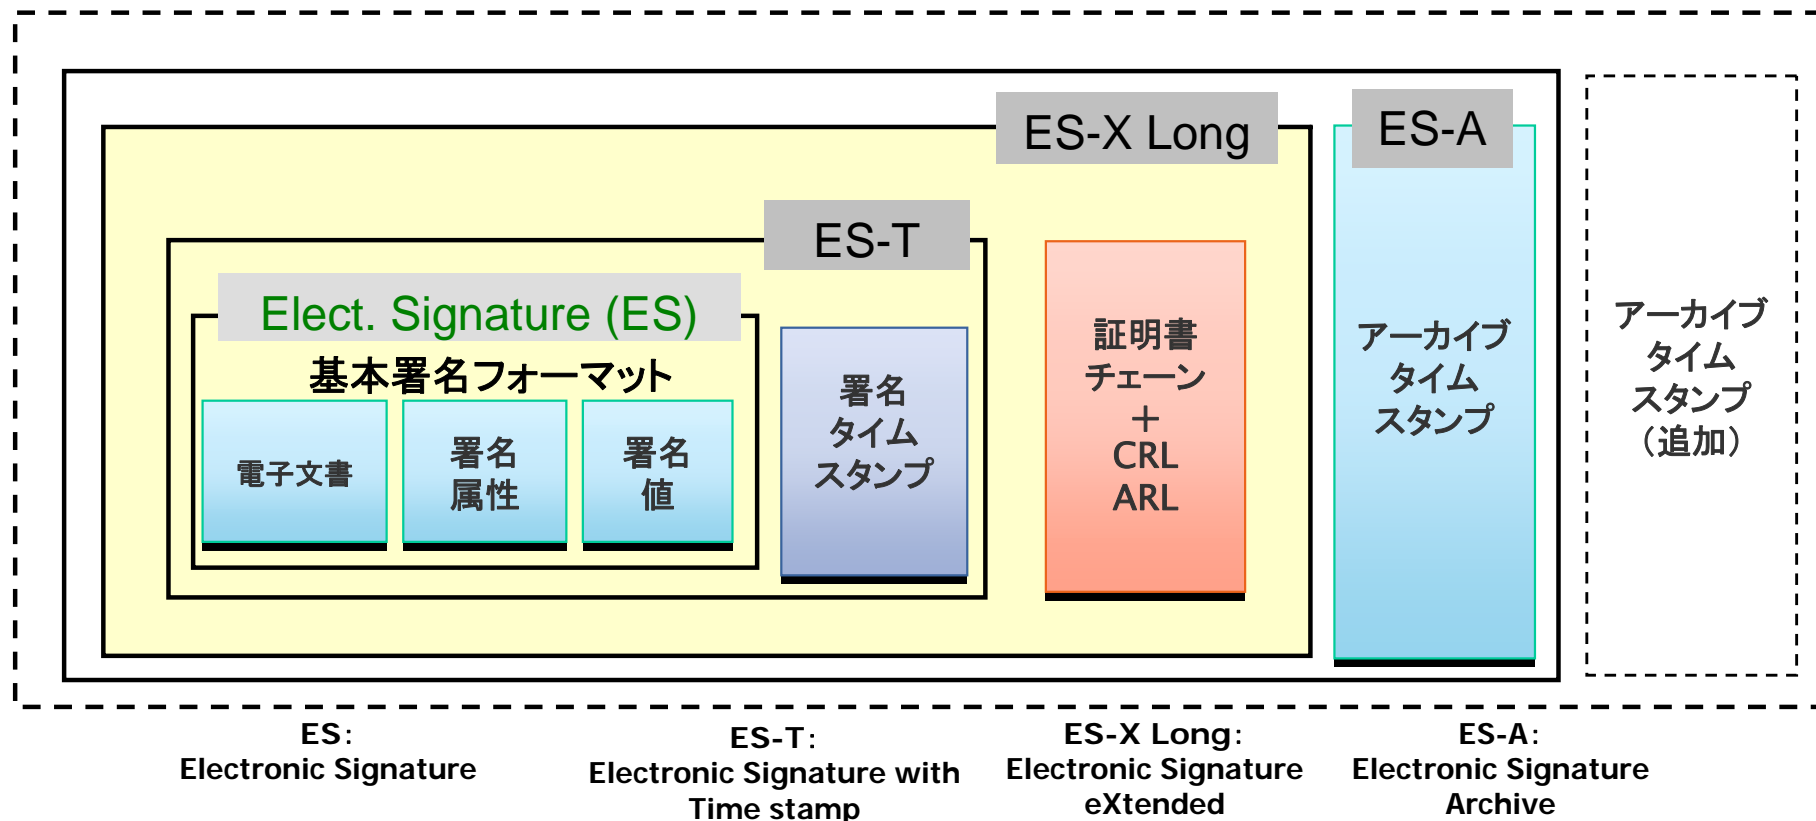 ES-X Long
ES-A
ES-T
Elect. Signature (ES)
基本署名フォーマット
電子文書
署名
属性
署名
値
署名
タイム
スタンプ
証明書
チェーン
＋
CRL
ARL
アーカイブ
タイム
スタンプ
アーカイブ
タイム
スタンプ
（追加）
ES：
Electronic Signature
ES-T：
Electronic Signature with
Time stamp
ES-X Long：
Electronic Signature
eXtended
ES-A：
Electronic Signature
Archive